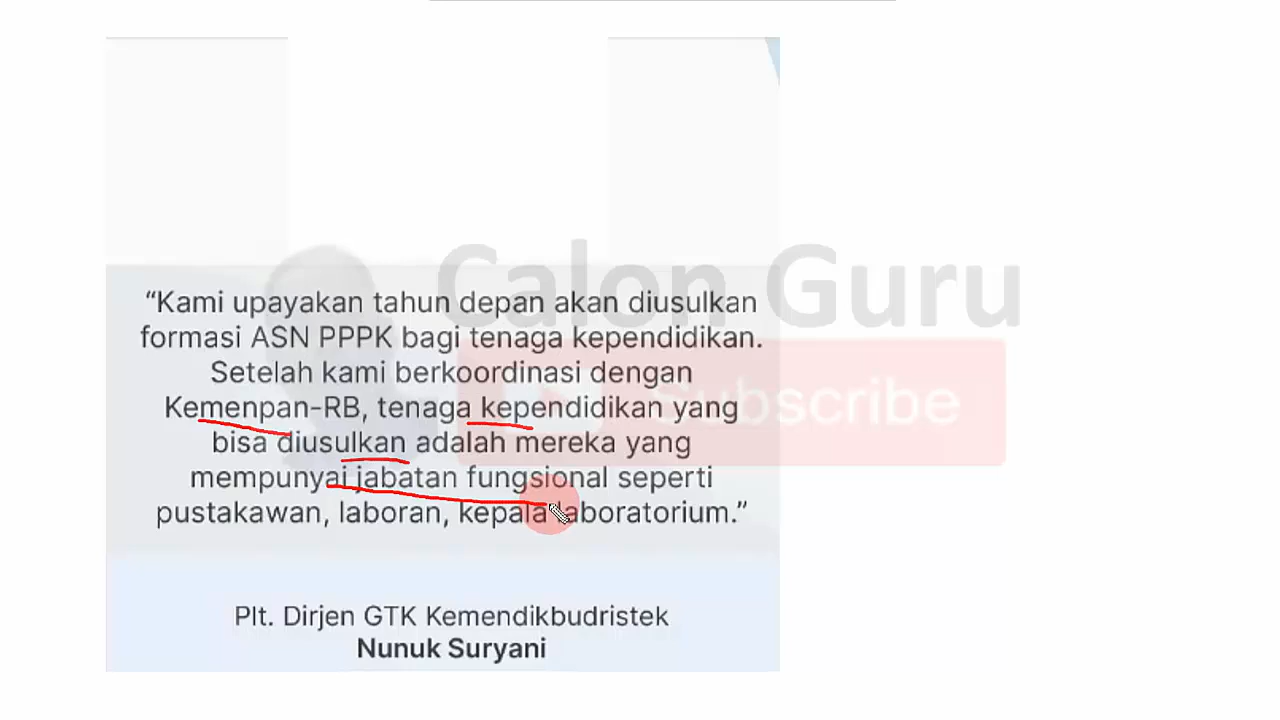 Calon Guru
Subscribe
“Kami upayakan tahun depan akan diusulkan
formasi ASN PPPK bagi tenaga kependidikan.
Setelah kami berkoordinasi dengan
Kemenpan-RB, tenaga kependidikan yang
bisa diusulkan adalah mereka yang
mempunyai jabatan fungsional seperti
pustakawan, laboran, kepala laboratorium.”
Plt. Dirjen GTK Kemendikbudristek
Nunuk Suryani